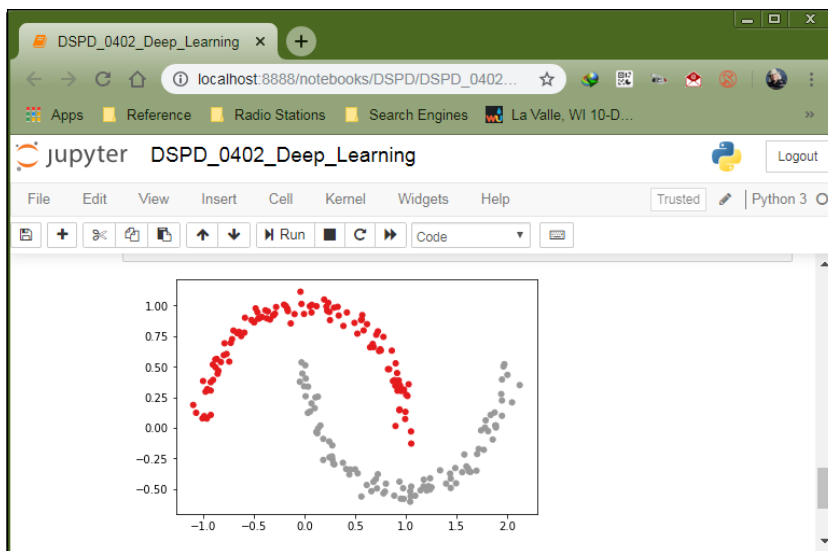 DSPD_0402_Deep_Learning
localhost:8888/notebooks/DSPD/DSPD_0402...
Apps Reference Radio Stations Search Engines La Valle, WI 10-D...
jupyter DSPD_0402_Deep_Learning Logout
File Edit View Insert Cell Kernel Widgets Help Trusted Python 3
Run Code
1.00
0.75
0.50
0.25
0.00
−0.25
−0.50
−1.0 −0.5 0.0 0.5 1.0 1.5 2.0